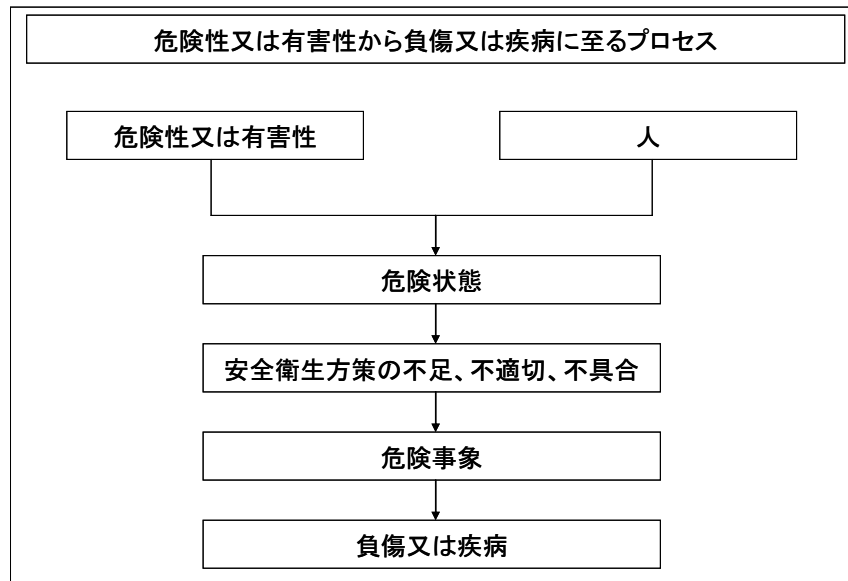 危険性又は有害性から負傷又は疾病に至るプロセス
危険性又は有害性
人
危険状態
安全衛生方策の不足、不適切、不具合
危険事象
負傷又は疾病